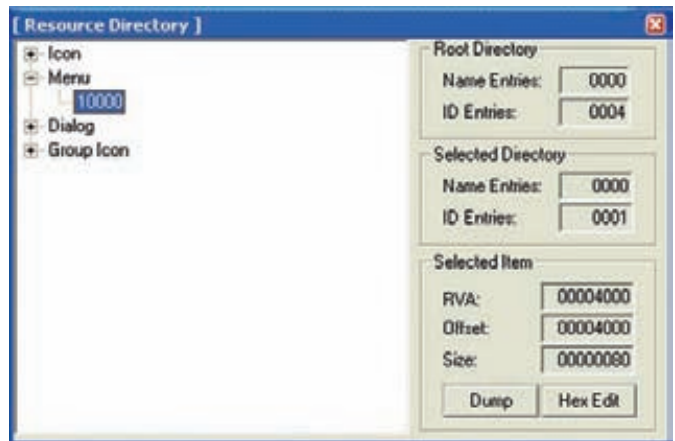 [ Resource Directory ]
Icon
Menu
10000
Dialog
Group Icon
Root Directory
Name Entries: 0000
ID Entries: 0004
Selected Directory
Name Entries: 0000
ID Entries: 0001
Selected Item
RVA: 00004000
Offset: 00004000
Size: 00000080
Dump Hex Edit